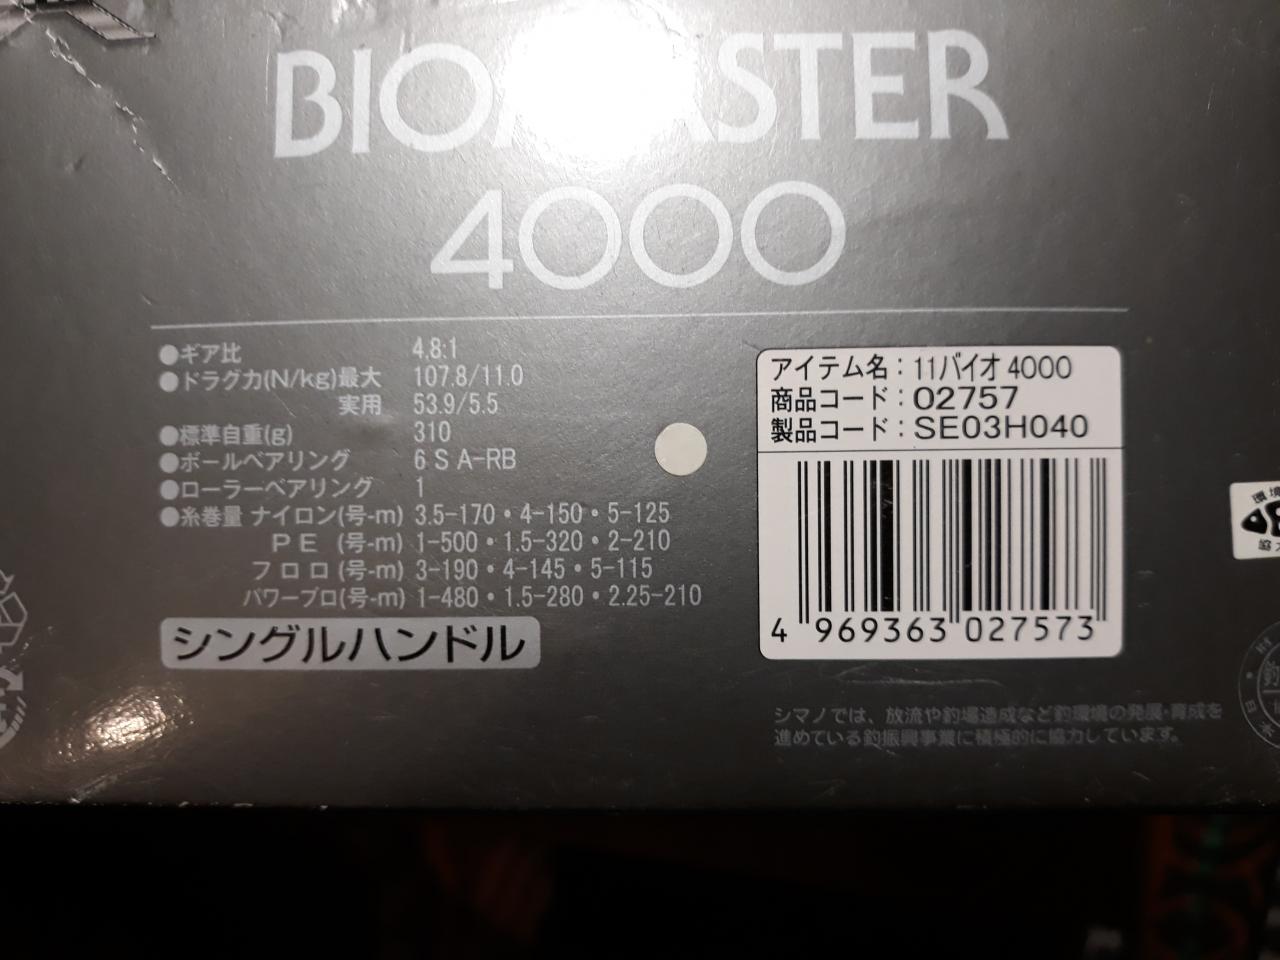 BIOMASTER
4000
●ギア比 4.8:1
●ドラグ力(N/kg)最大 107.8/11.0
実用 53.9/5.5
●標準自重(g) 310
●ボールベアリング 6 S A-RB
●ローラーベアリング 1
●糸巻量 ナイロン(号-m) 3.5-170・4-150・5-125
PE (号-m) 1-500・1.5-320・2-210
フロロ(号-m) 3-190・4-145・5-115
パワープロ(号-m) 1-480・1.5-280・2.25-210
シングルハンドル
アイテム名:11バイオ4000
商品コード:02757
製品コード:SE03H040
4 969363 027573
シマノでは、放流や釣場造成など釣環境の発展・育成を
進めている釣振興事業に積極的に協力しています。